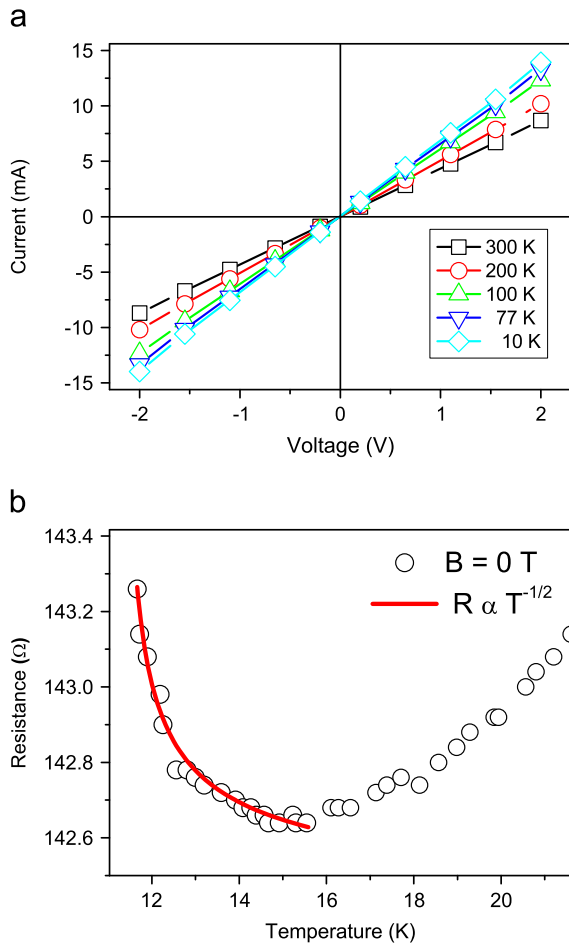 a
15
10
5
0
-5
-10
-15
Current (mA)
300 K
200 K
100 K
77 K
10 K
-2 -1 0 1 2
Voltage (V)
b
143.4
143.2
143.0
142.8
142.6
Resistance (Ω)
B = 0 T
R α T^-1/2
12 14 16 18 20
Temperature (K)